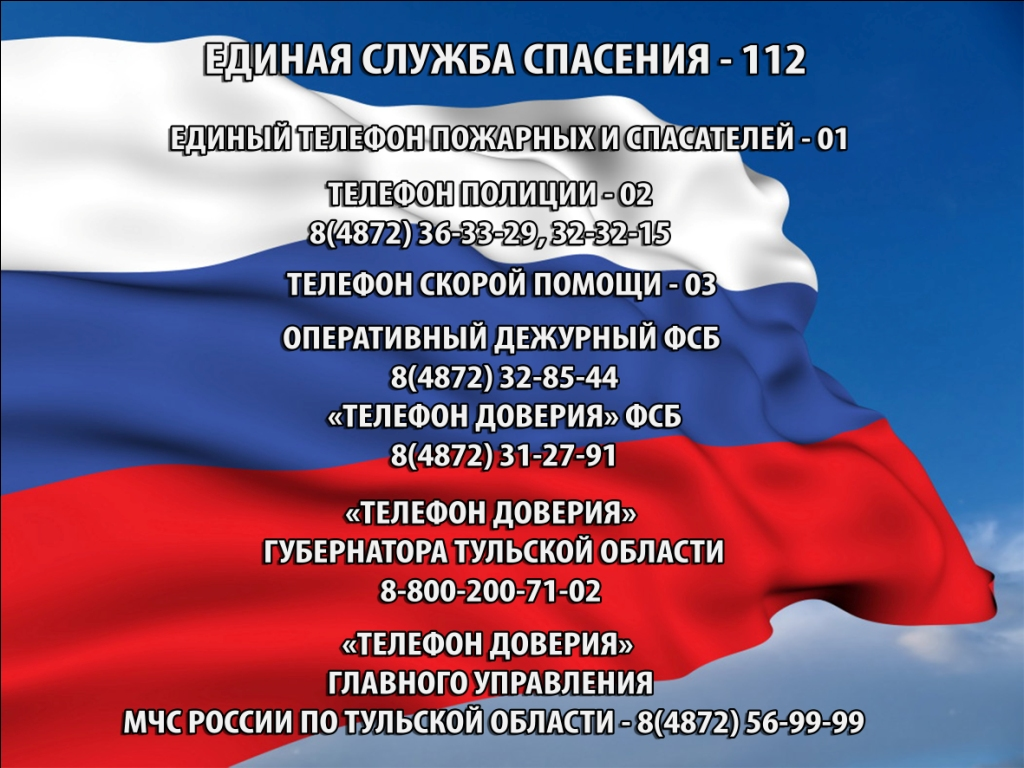 ЕДИНАЯ СЛУЖБА СПАСЕНИЯ - 112
ЕДИНЫЙ ТЕЛЕФОН ПОЖАРНЫХ И СПАСАТЕЛЕЙ - 01
ТЕЛЕФОН ПОЛИЦИИ - 02
8(4872) 36-33-29, 32-32-15
ТЕЛЕФОН СКОРОЙ ПОМОЩИ - 03
ОПЕРАТИВНЫЙ ДЕЖУРНЫЙ ФСБ
8(4872) 32-85-44
«ТЕЛЕФОН ДОВЕРИЯ» ФСБ
8(4872) 31-27-91
«ТЕЛЕФОН ДОВЕРИЯ»
ГУБЕРНАТОРА ТУЛЬСКОЙ ОБЛАСТИ
8-800-200-71-02
«ТЕЛЕФОН ДОВЕРИЯ»
ГЛАВНОГО УПРАВЛЕНИЯ
МЧС РОССИИ ПО ТУЛЬСКОЙ ОБЛАСТИ - 8(4872) 56-99-99